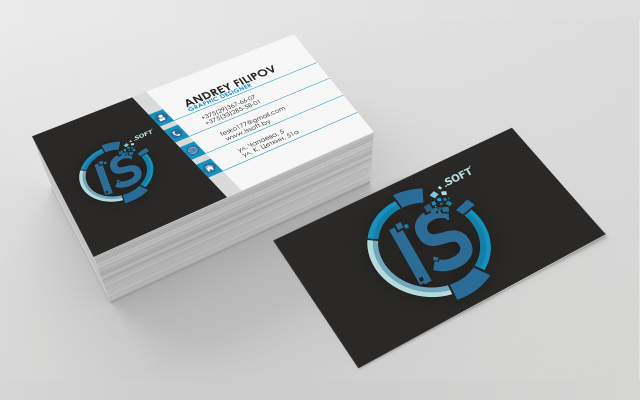 ANDREY FILIPOV
GRAPHIC DESIGNER
+375(29)367-66-07
+375(33)285-58-01
fesko177@gmail.com
www.issoft.by
ул. Чапаева, 5
ул. К. Цеткин, 51а
.SOFT
IS
.SOFT
IS